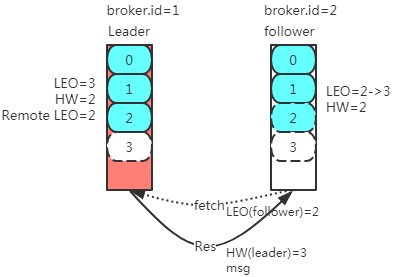 broker.id=1
Leader
0
1
2
3
LEO=3
HW=2
Remote LEO=2
broker.id=2
follower
0
1
2
3
LEO=2->3
HW=2
fetch
LEO(follower)=2
Res
HW(leader)=3
msg